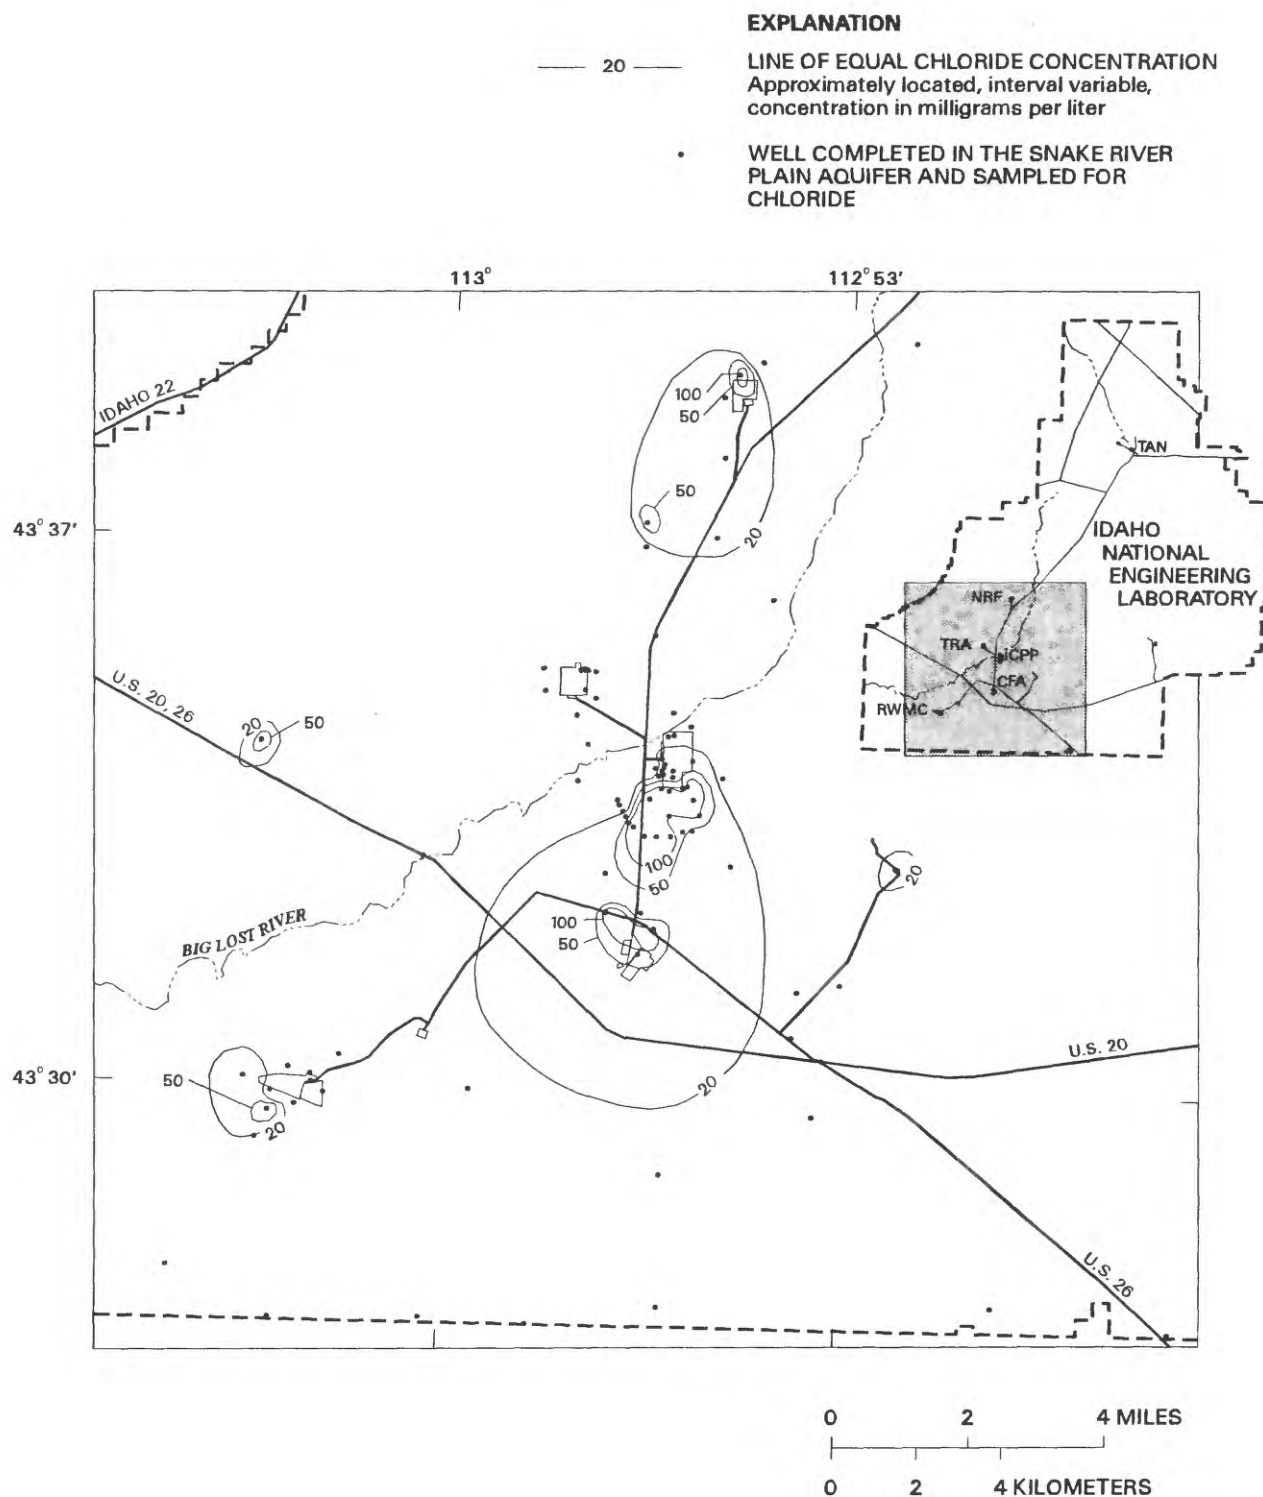 EXPLANATION
20
LINE OF EQUAL CHLORIDE CONCENTRATION
Approximately located, interval variable,
concentration in milligrams per liter
WELL COMPLETED IN THE SNAKE RIVER
PLAIN AQUIFER AND SAMPLED FOR
CHLORIDE
113°
112°53'
IDAHO 22
100
50
TAN
50
43°37'
20
IDAHO
NATIONAL
ENGINEERING
LABORATORY
NRF
TRA
ICPP
CFA
RWMC
U.S. 20, 26
20
50
100
50
20
100
50
BIG LOST RIVER
U.S. 20
43°30'
50
20
20
U.S. 26
0 2 4 MILES
0 2 4 KILOMETERS